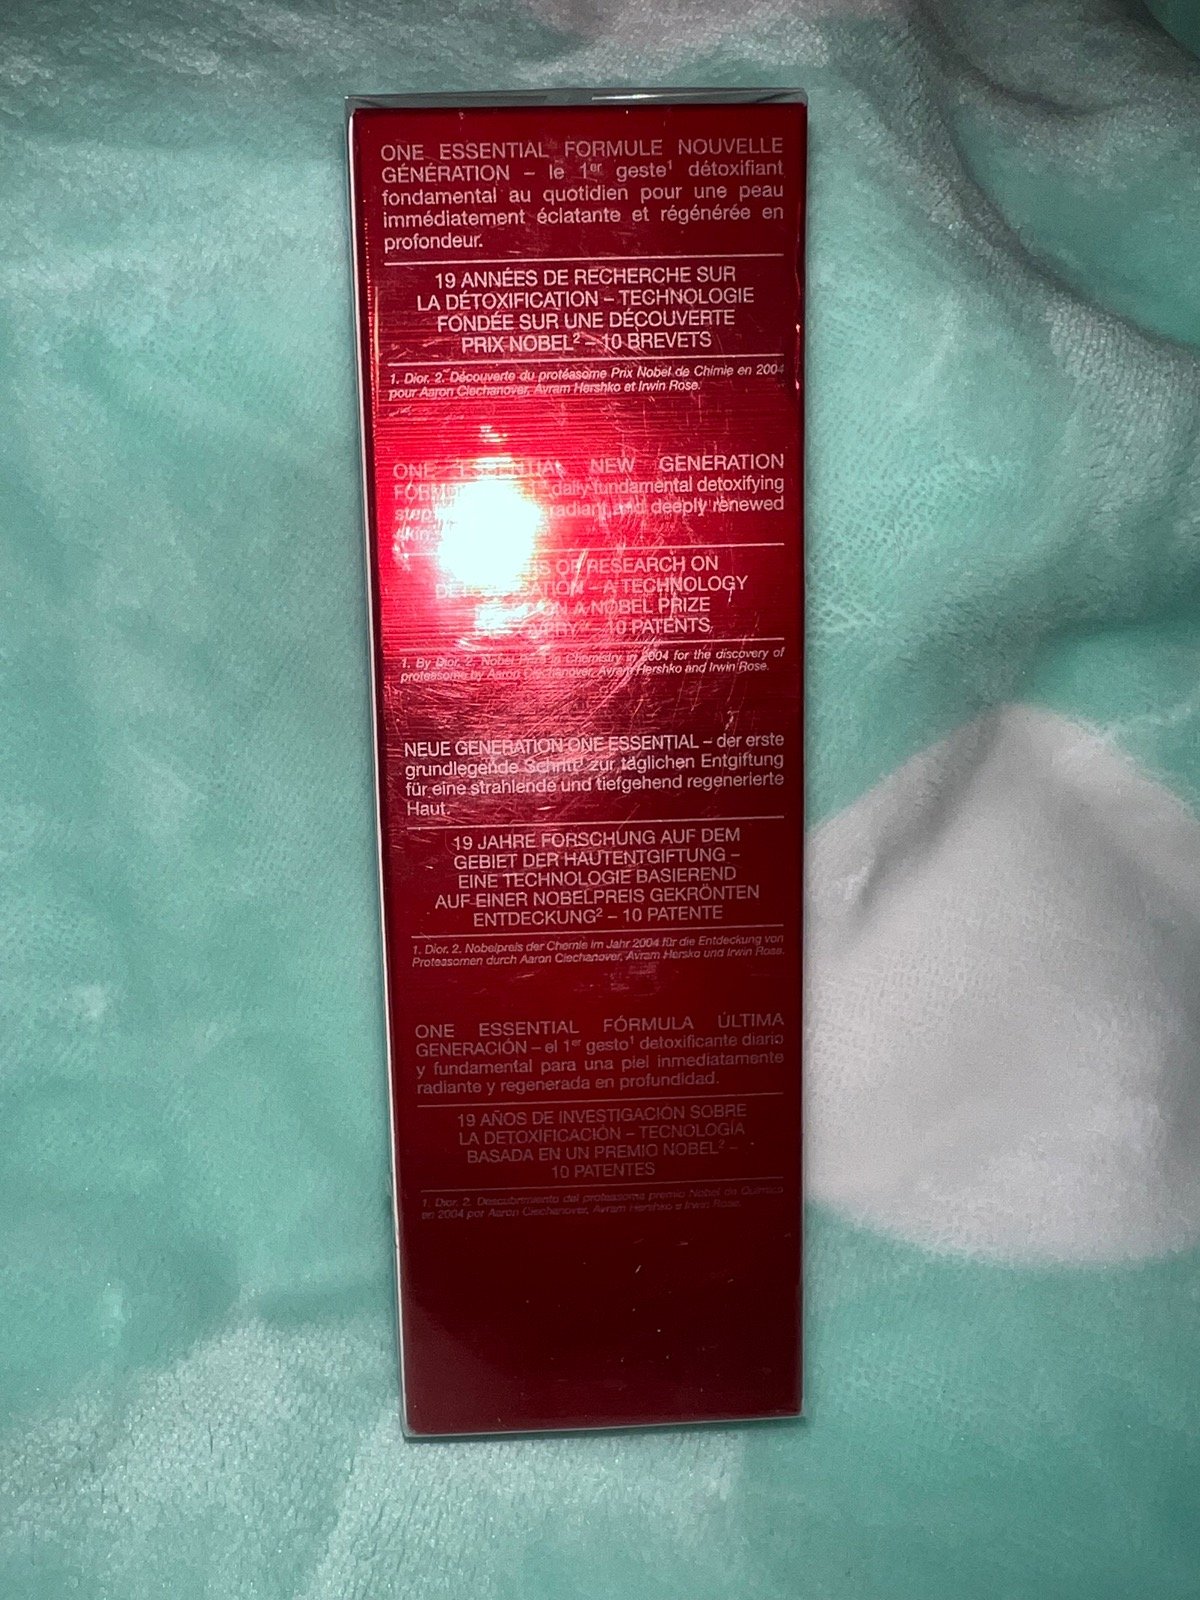 ONE ESSENTIAL FORMULE NOUVELLE
GÉNÉRATION – le 1er geste¹ détoxifiant
fondamental au quotidien pour une peau
immédiatement éclatante et régénérée en
profondeur.
19 ANNÉES DE RECHERCHE SUR
LA DÉTOXIFICATION – TECHNOLOGIE
FONDÉE SUR UNE DÉCOUVERTE
PRIX NOBEL² – 10 BREVETS
1. Dior. 2. Découverte du protéasome Prix Nobel de Chimie en 2004
pour Aaron Ciechanover, Avram Hershko et Irwin Rose.
ONE ESSENTIAL NEW GENERATION
daily fundamental detoxifying
radiant and deeply renewed
OF RESEARCH ON
– A TECHNOLOGY
ON A NOBEL PRIZE
– 10 PATENTS
1. By Dior. 2. Nobel Prize in Chemistry in 2004 for the discovery of
proteasome by Aaron Ciechanover, Avram Hershko and Irwin Rose.
NEUE GENERATION ONE ESSENTIAL – der erste
grundlegende Schritt¹ zur täglichen Entgiftung
für eine strahlende und tiefgehend regenerierte
Haut.
19 JAHRE FORSCHUNG AUF DEM
GEBIET DER HAUTENTGIFTUNG –
EINE TECHNOLOGIE BASIEREND
AUF EINER NOBELPREIS GEKRÖNTEN
ENTDECKUNG² – 10 PATENTE
1. Dior. 2. Nobelpreis der Chemie im Jahr 2004 für die Entdeckung von
Proteasomen durch Aaron Ciechanover, Avram Hersko und Irwin Rose.
ONE ESSENTIAL FÓRMULA ÚLTIMA
GENERACIÓN – el 1er gesto¹ detoxificante diario
y fundamental para una piel inmediatamente
radiante y regenerada en profundidad.
19 AÑOS DE INVESTIGACIÓN SOBRE
LA DETOXIFICACIÓN – TECNOLOGÍA
BASADA EN UN PREMIO NOBEL² –
10 PATENTES
1. Dior. 2. Descubrimiento del proteasoma premio Nobel de Química
en 2004 por Aaron Ciechanover, Avram Hershko e Irwin Rose.